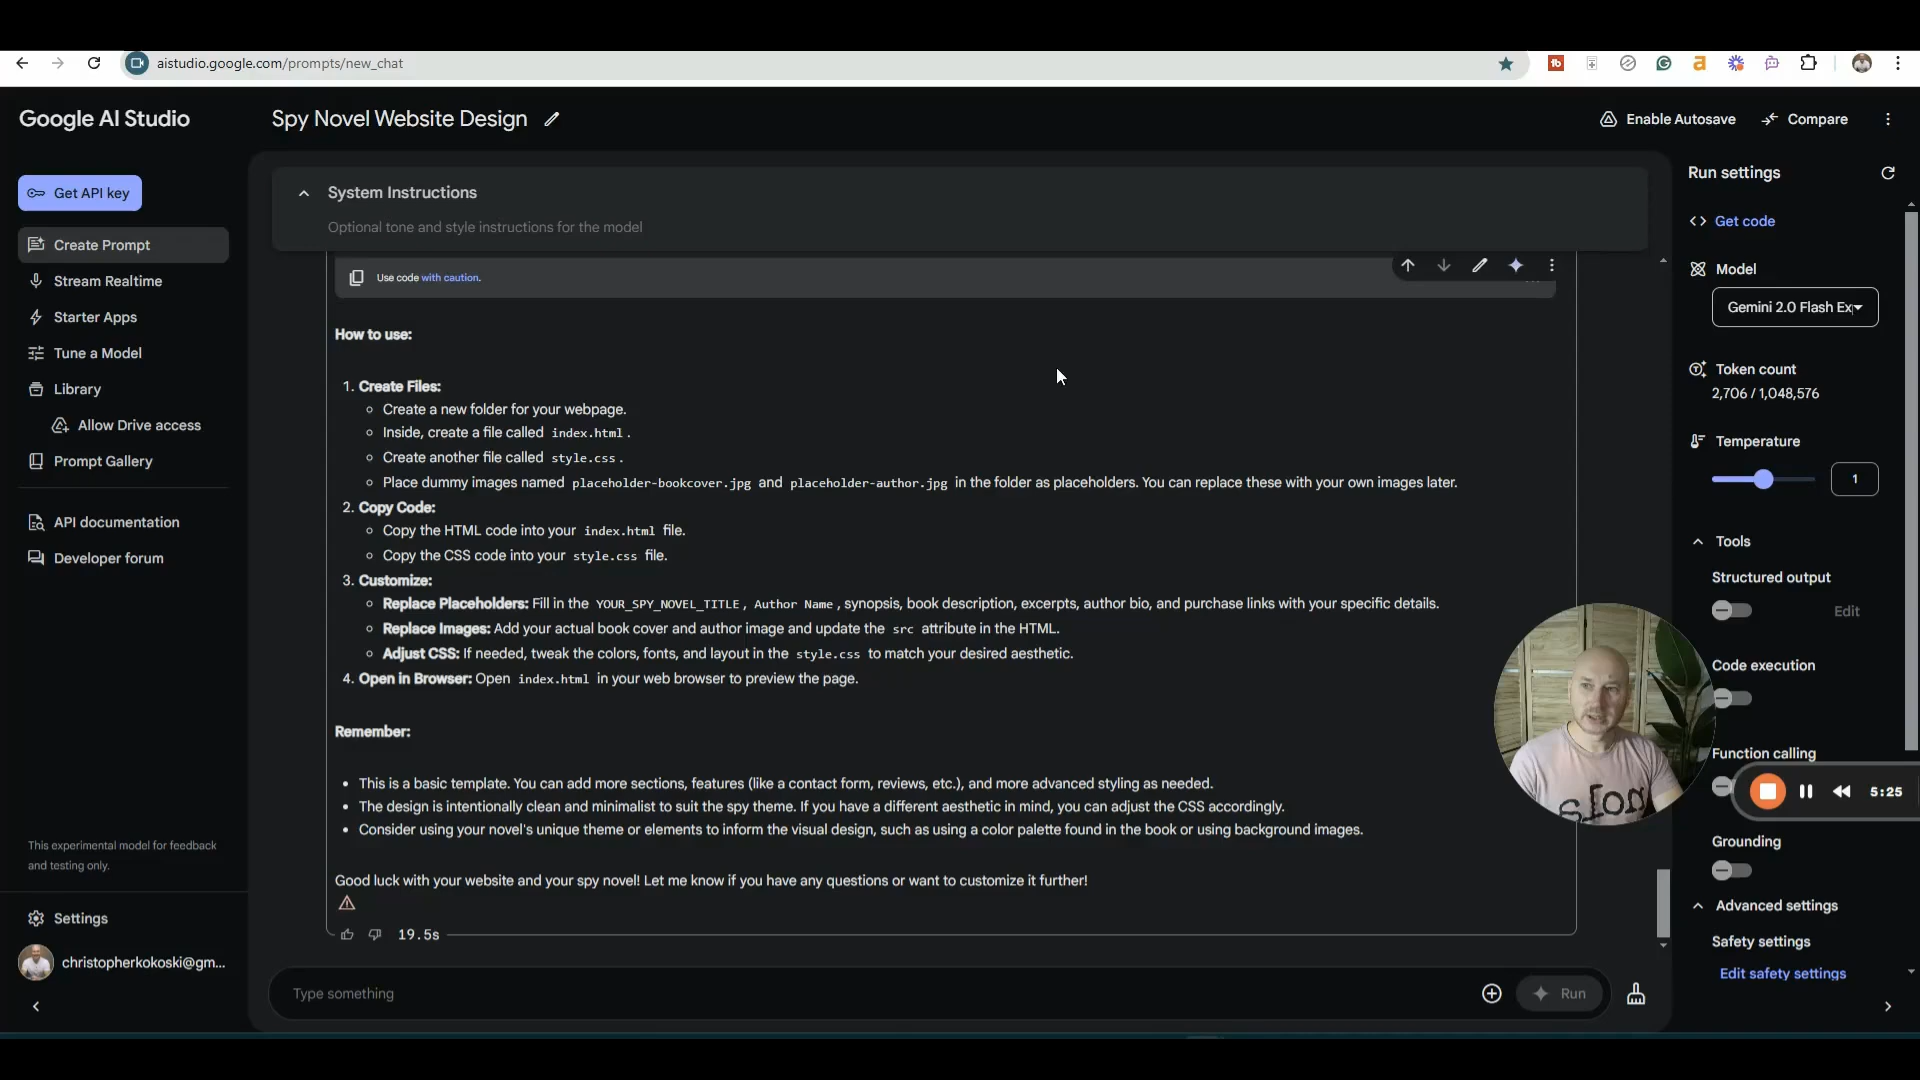 aistudio.google.com/prompts/new_chat
Google AI Studio
Spy Novel Website Design
Enable Autosave
Compare
Get API key
Create Prompt
Stream Realtime
Starter Apps
Tune a Model
Library
Allow Drive access
Prompt Gallery
API documentation
Developer forum
This experimental model for feedback
and testing only.
Settings
christopherkokoski@gm...
System Instructions
Optional tone and style instructions for the model
Use code with caution.
How to use:
1. Create Files:
Create a new folder for your webpage.
Inside, create a file called index.html.
Create another file called style.css.
Place dummy images named placeholder-bookcover.jpg and placeholder-author.jpg in the folder as placeholders. You can replace these with your own images later.
2. Copy Code:
Copy the HTML code into your index.html file.
Copy the CSS code into your style.css file.
3. Customize:
Replace Placeholders: Fill in the YOUR_SPY_NOVEL_TITLE, Author Name, synopsis, book description, excerpts, author bio, and purchase links with your specific details.
Replace Images: Add your actual book cover and author image and update the src attribute in the HTML.
Adjust CSS: If needed, tweak the colors, fonts, and layout in the style.css to match your desired aesthetic.
4. Open in Browser: Open index.html in your web browser to preview the page.
Remember:
This is a basic template. You can add more sections, features (like a contact form, reviews, etc.), and more advanced styling as needed.
The design is intentionally clean and minimalist to suit the spy theme. If you have a different aesthetic in mind, you can adjust the CSS accordingly.
Consider using your novel's unique theme or elements to inform the visual design, such as using a color palette found in the book or using background images.
Good luck with your website and your spy novel! Let me know if you have any questions or want to customize it further!
19.5s
Type something
Run
Run settings
Get code
Model
Gemini 2.0 Flash Ex
Token count
2,706 / 1,048,576
Temperature
1
Tools
Structured output
Edit
Code execution
Function calling
5:25
Grounding
Advanced settings
Safety settings
Edit safety settings